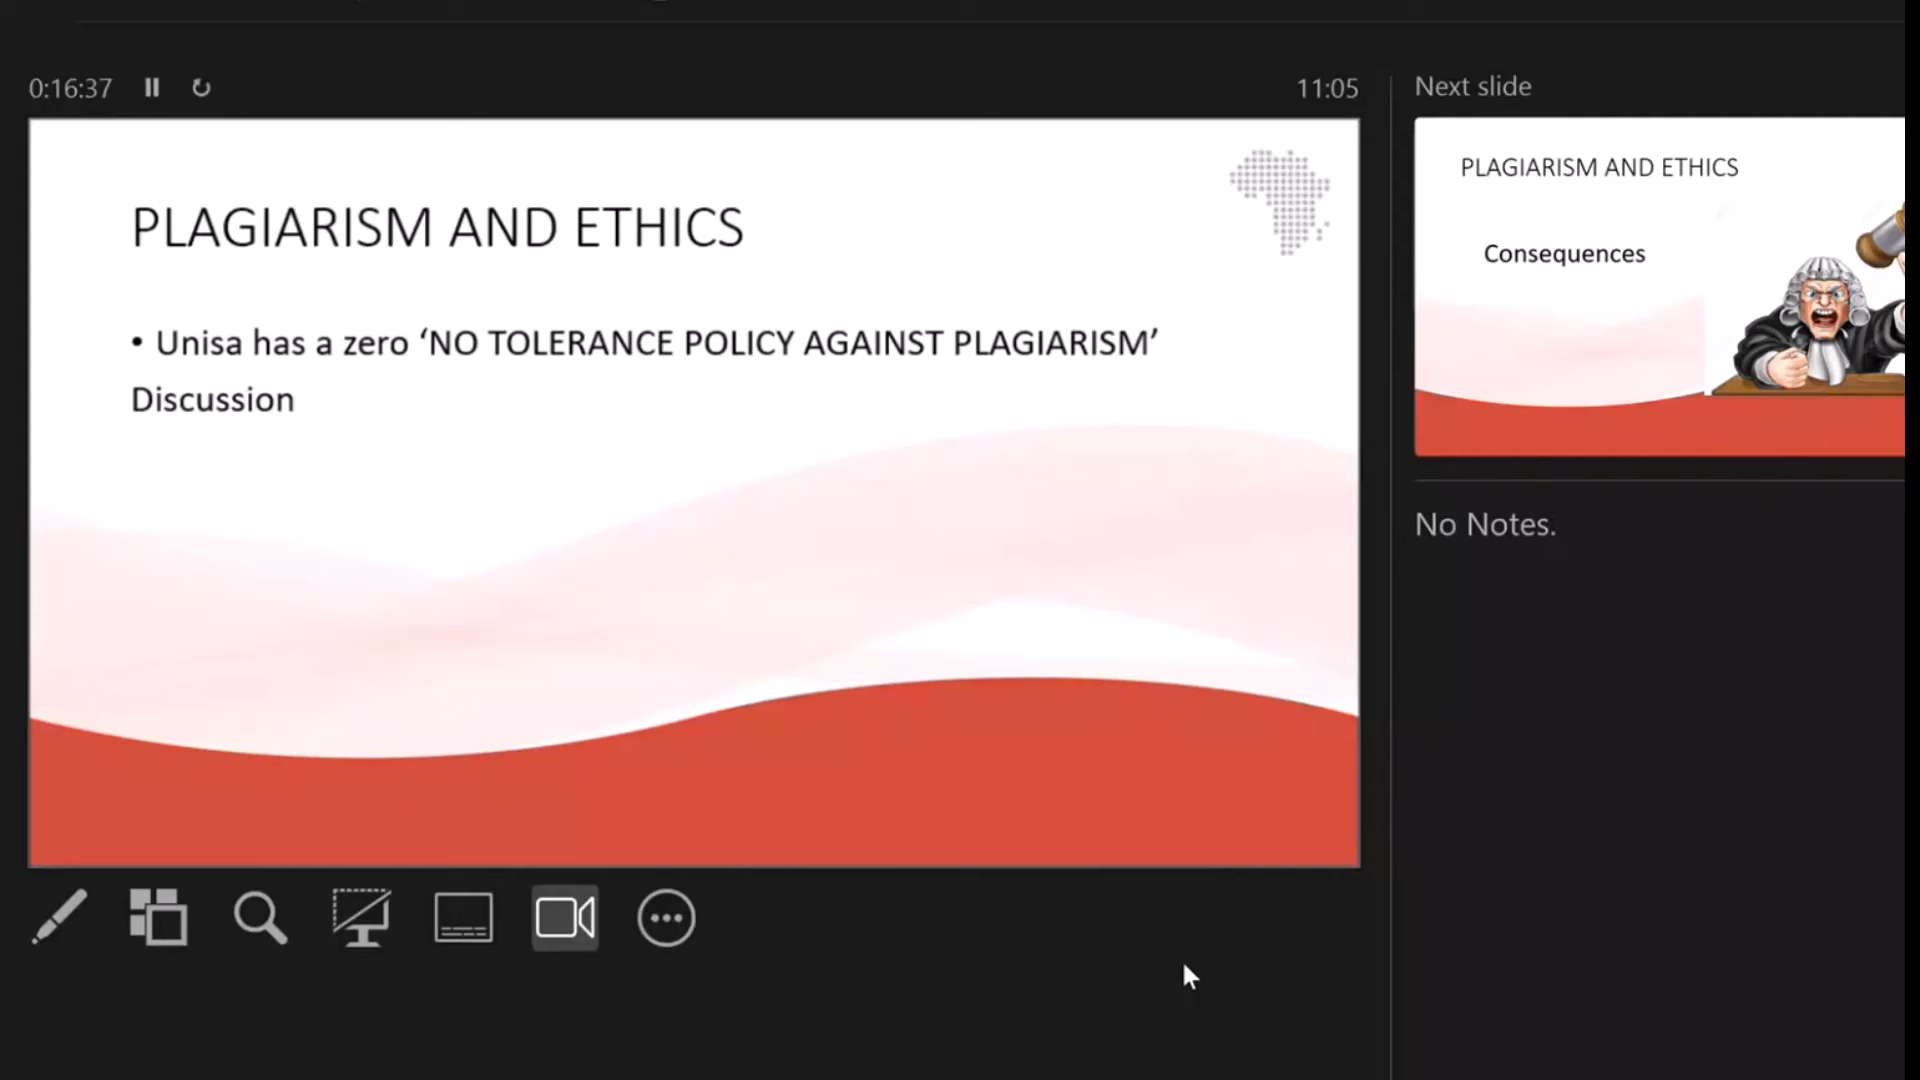 0:16:37
11:05
Next slide
PLAGIARISM AND ETHICS
• Unisa has a zero ‘NO TOLERANCE POLICY AGAINST PLAGIARISM’
Discussion
PLAGIARISM AND ETHICS
Consequences
No Notes.